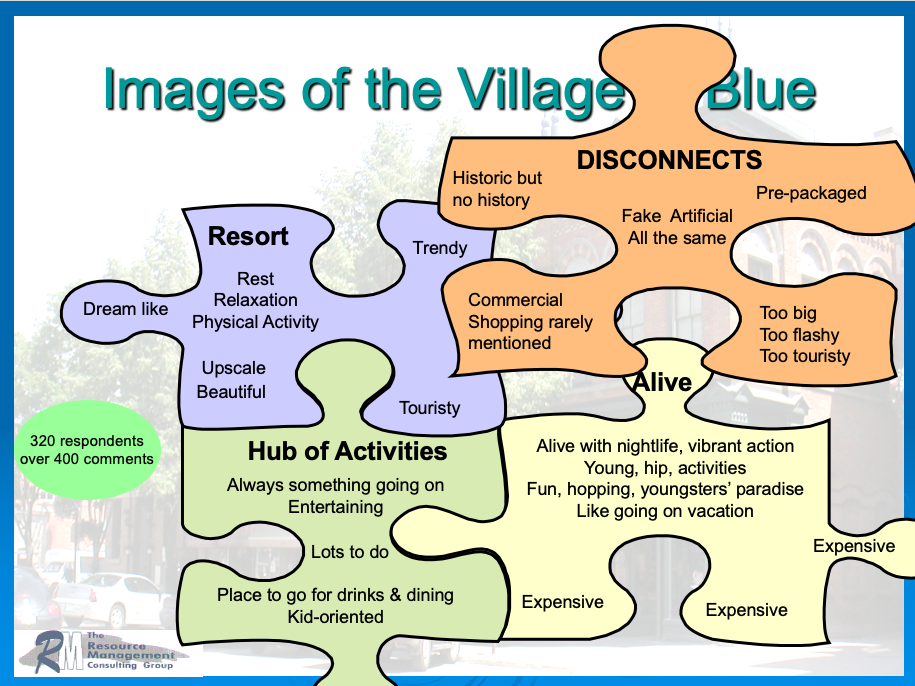 Images of the Village Blue
DISCONNECTS
Historic but
no history
Pre-packaged
Fake Artificial
All the same
Commercial
Shopping rarely
mentioned
Too big
Too flashy
Too touristy
Resort
Trendy
Rest
Relaxation
Physical Activity
Dream like
Upscale
Beautiful
Touristy
320 respondents
over 400 comments
Hub of Activities
Always something going on
Entertaining
Lots to do
Place to go for drinks & dining
Kid-oriented
Alive
Alive with nightlife, vibrant action
Young, hip, activities
Fun, hopping, youngsters' paradise
Like going on vacation
Expensive
Expensive
Expensive
RM
The
Resource
Management
Consulting Group